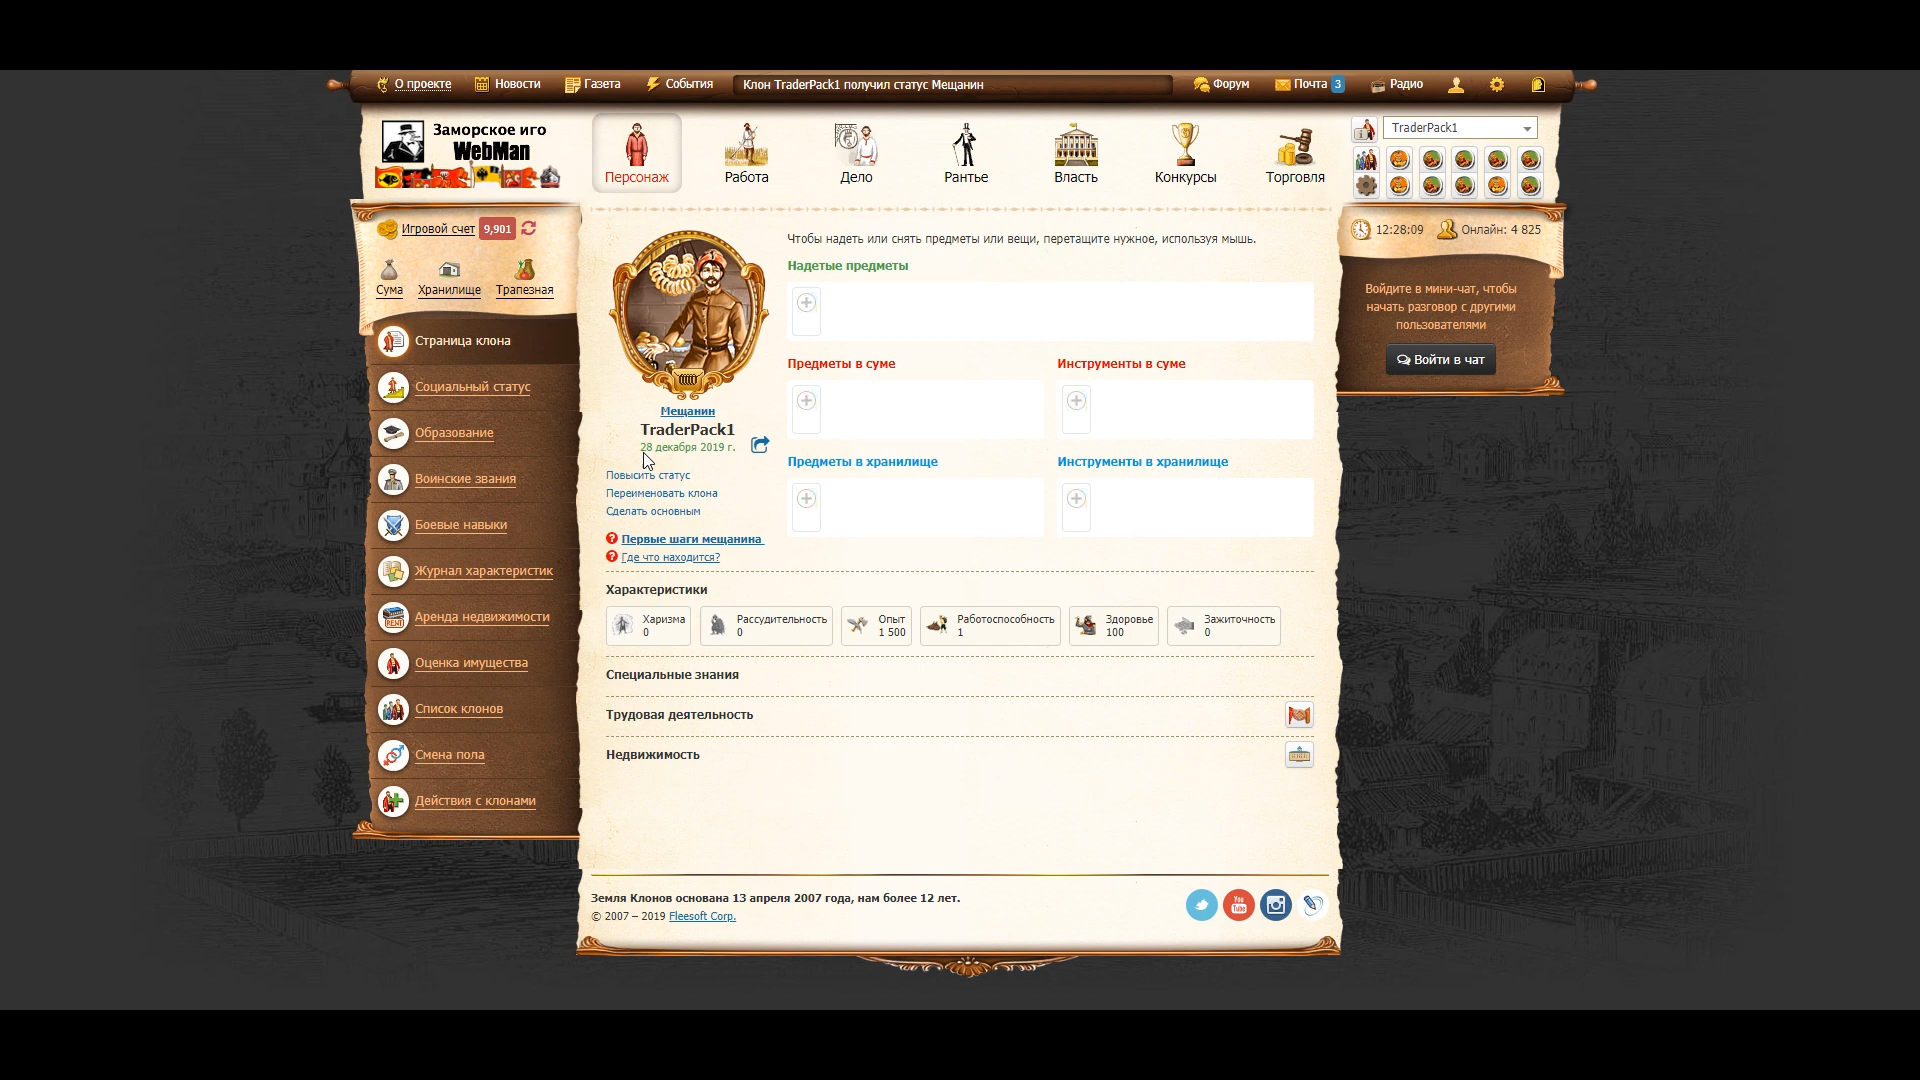 О проекте
Новости
Газета
События
Клон TraderPack1 получил статус Мещанин
Форум
Почта 3
Радио
Заморское иго
WebMan
Персонаж
Работа
Дело
Рантье
Власть
Конкурсы
Торговля
TraderPack1
Игровой счет 9,901
Сума
Хранилище
Трапезная
Страница клона
Социальный статус
Образование
Воинские звания
Боевые навыки
Журнал характеристик
Аренда недвижимости
Оценка имущества
Список клонов
Смена пола
Действия с клонами
Мещанин
TraderPack1
28 декабря 2019 г.
Повысить статус
Переименовать клона
Сделать основным
Первые шаги мещанина
Где что находится?
Чтобы надеть или снять предметы или вещи, перетащите нужное, используя мышь.
Надетые предметы
Предметы в суме
Инструменты в суме
Предметы в хранилище
Инструменты в хранилище
Характеристики
Харизма
0
Рассудительность
0
Опыт
1 500
Работоспособность
1
Здоровье
100
Зажиточность
0
Специальные знания
Трудовая деятельность
Недвижимость
12:28:09
Онлайн: 4 825
Войдите в мини-чат, чтобы
начать разговор с другими
пользователями
Войти в чат
Земля Клонов основана 13 апреля 2007 года, нам более 12 лет.
© 2007 – 2019 Fleesoft Corp.
You
Tube
RENT